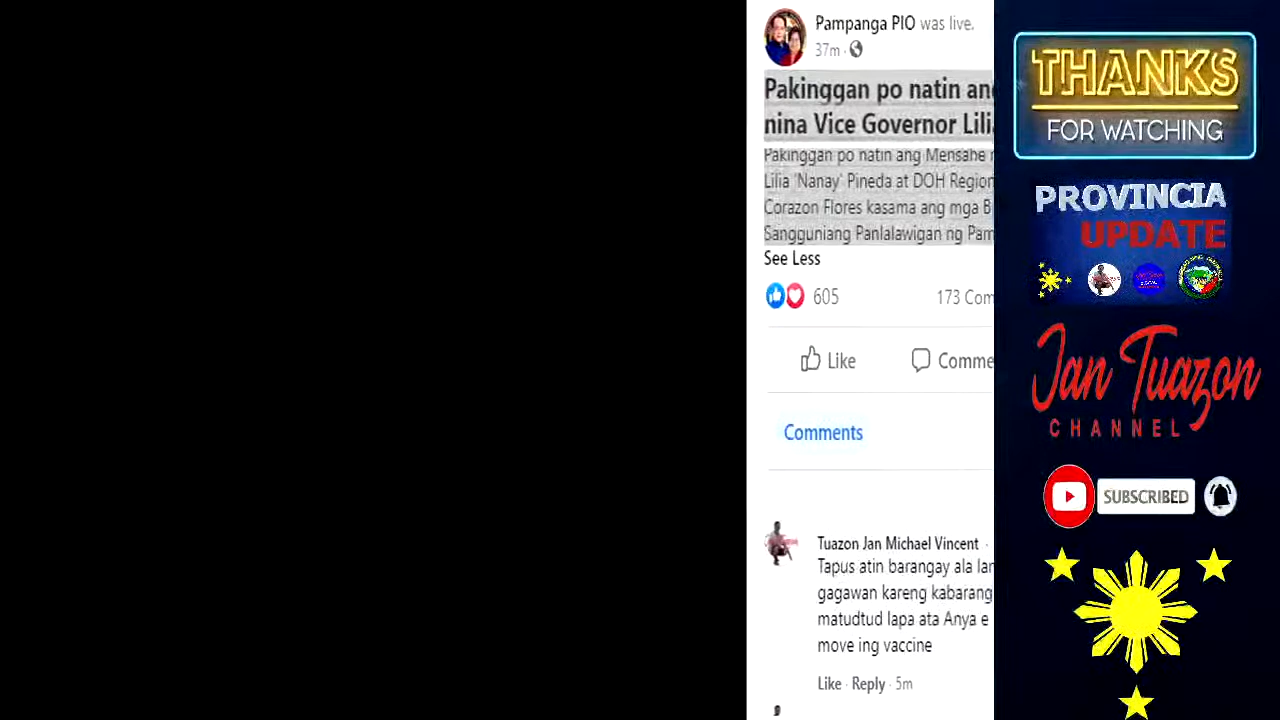 Pampanga PIO was live.
37m
Pakinggan po natin ang
nina Vice Governor Lili
Pakinggan po natin ang Mensahe
Lilia 'Nanay' Pineda at DOH Region
Corazon Flores kasama ang mga B
Sangguniang Panlalawigan ng Pam
See Less
605
173 Com
Like
Comme
Comments
Tuazon Jan Michael Vincent ·
Tapus atin barangay ala lan
gagawan kareng kabarang
matudtud lapa ata Anya e
move ing vaccine
Like · Reply · 5m
THANKS
FOR WATCHING
PROVINCIA
UPDATE
Jan Tuazon
CHANNEL
SUBSCRIBED